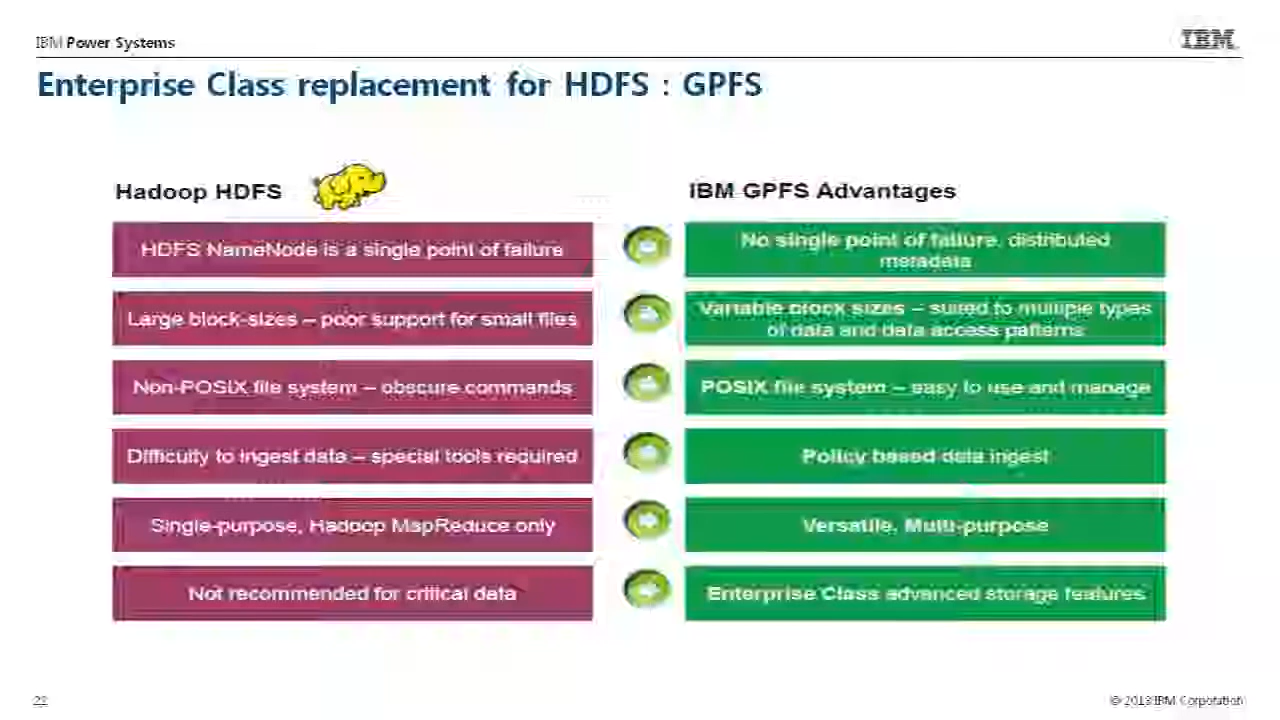 IBM Power Systems
IBM
Enterprise Class replacement for HDFS : GPFS
Hadoop HDFS
IBM GPFS Advantages
HDFS NameNode is a single point of failure
No single point of failure, distributed
metadata
Large block-sizes – poor support for small files
Variable block sizes – suited to multiple types
of data and data access patterns
Non-POSIX file system – obscure commands
POSIX file system – easy to use and manage
Difficulty to ingest data – special tools required
Policy based data ingest
Single-purpose, Hadoop MapReduce only
Versatile, Multi-purpose
Not recommended for critical data
Enterprise Class advanced storage features
© 2013 IBM Corporation